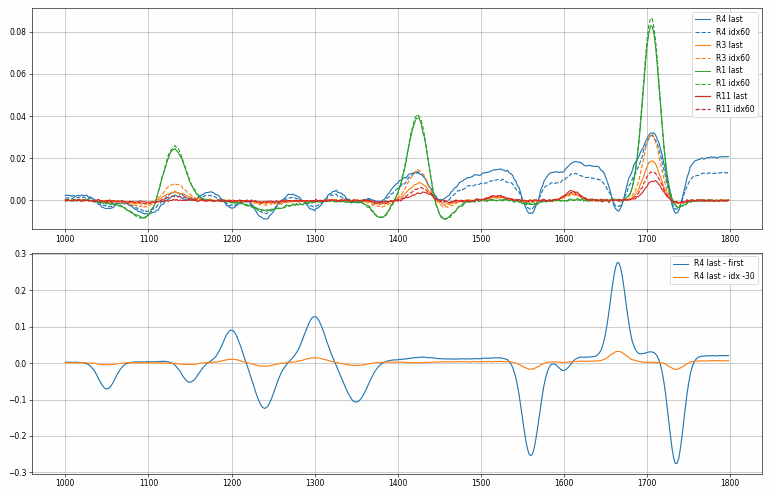 0.08
0.06
0.04
0.02
0.00
R4 last
R4 idx60
R3 last
R3 idx60
R1 last
R1 idx60
R11 last
R11 idx60
1000 1100 1200 1300 1400 1500 1600 1700 1800
0.3
0.2
0.1
0.0
−0.1
−0.2
−0.3
R4 last - first
R4 last - idx -30
1000 1100 1200 1300 1400 1500 1600 1700 1800